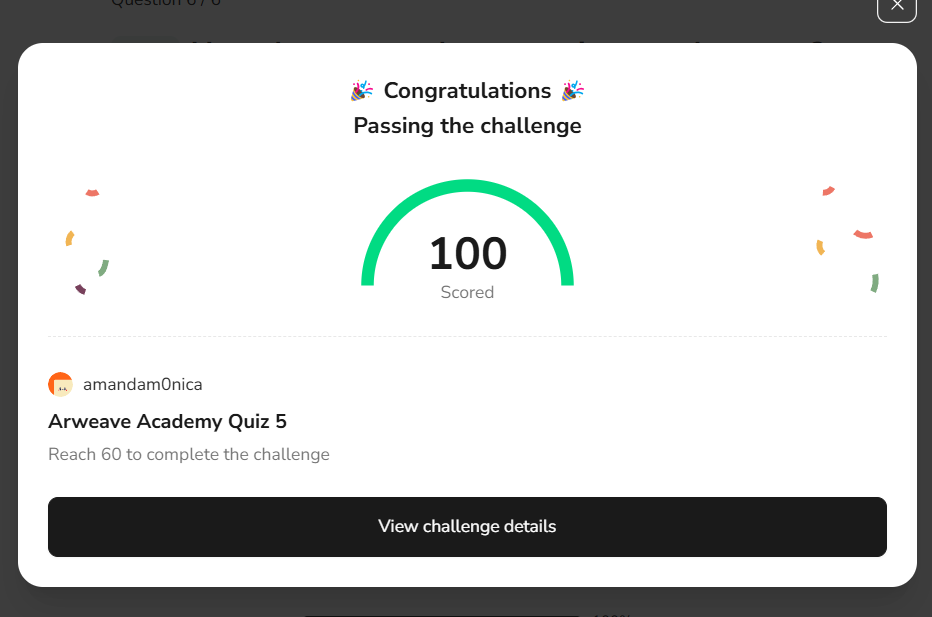 Question 6 / 6
Congratulations
Passing the challenge
100
Scored
amandam0nica
Arweave Academy Quiz 5
Reach 60 to complete the challenge
View challenge details